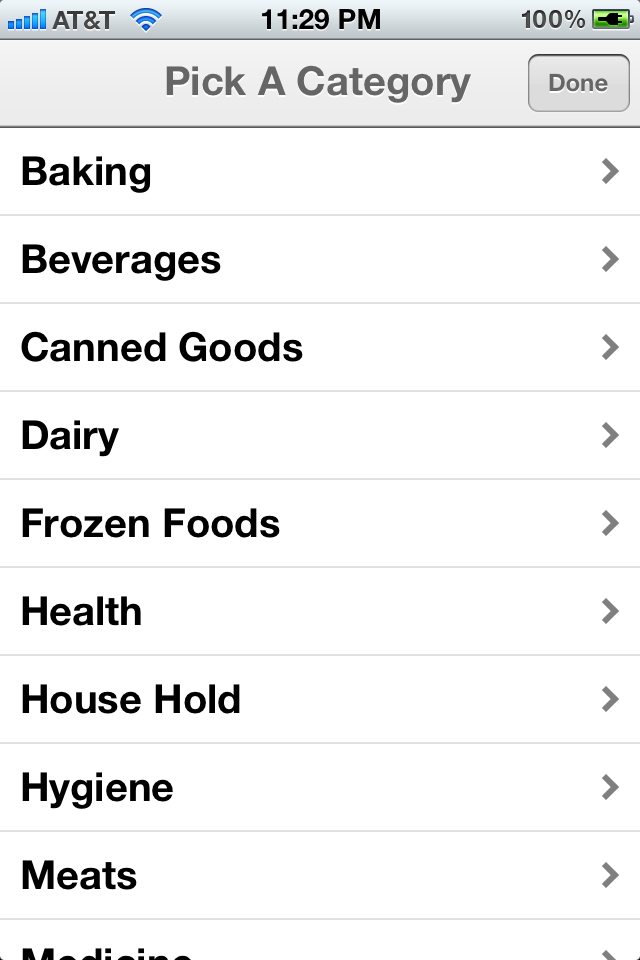 AT&T 11:29 PM 100%
Pick A Category Done
Baking
Beverages
Canned Goods
Dairy
Frozen Foods
Health
House Hold
Hygiene
Meats
Medicine